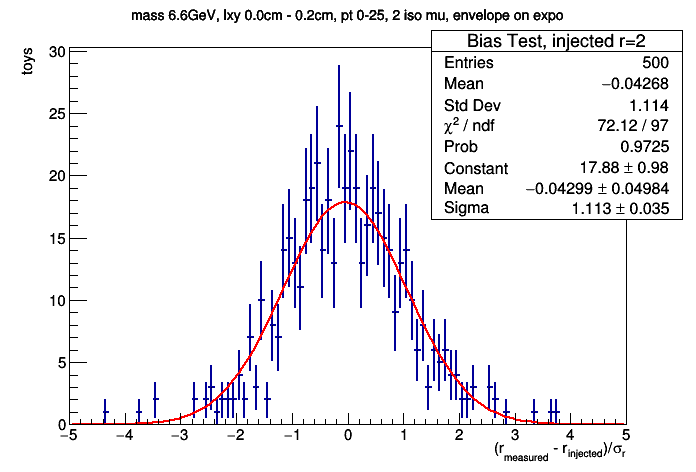 mass 6.6GeV, lxy 0.0cm - 0.2cm, pt 0-25, 2 iso mu, envelope on expo
Bias Test, injected r=2
Entries 500
Mean −0.04268
Std Dev 1.114
χ² / ndf 72.12 / 97
Prob 0.9725
Constant 17.88 ± 0.98
Mean −0.04299 ± 0.04984
Sigma 1.113 ± 0.035
toys
30
25
20
15
10
5
0
−5 −4 −3 −2 −1 0 1 2 3 4 5
(r_measured - r_injected)/σ_r